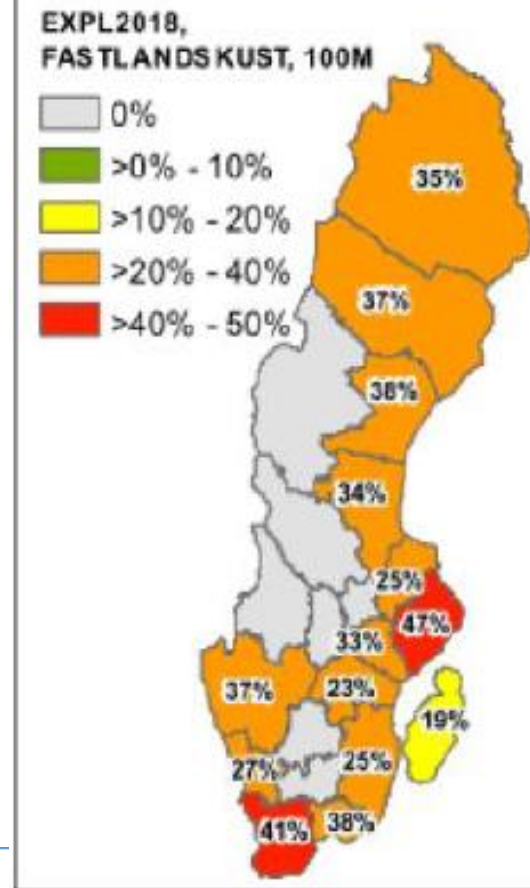 EXPL2018,
FASTLANDSKUST, 100M
0%
>0% - 10%
>10% - 20%
>20% - 40%
>40% - 50%
35%
37%
38%
34%
25%
47%
33%
37%
23%
19%
27%
25%
41%
38%